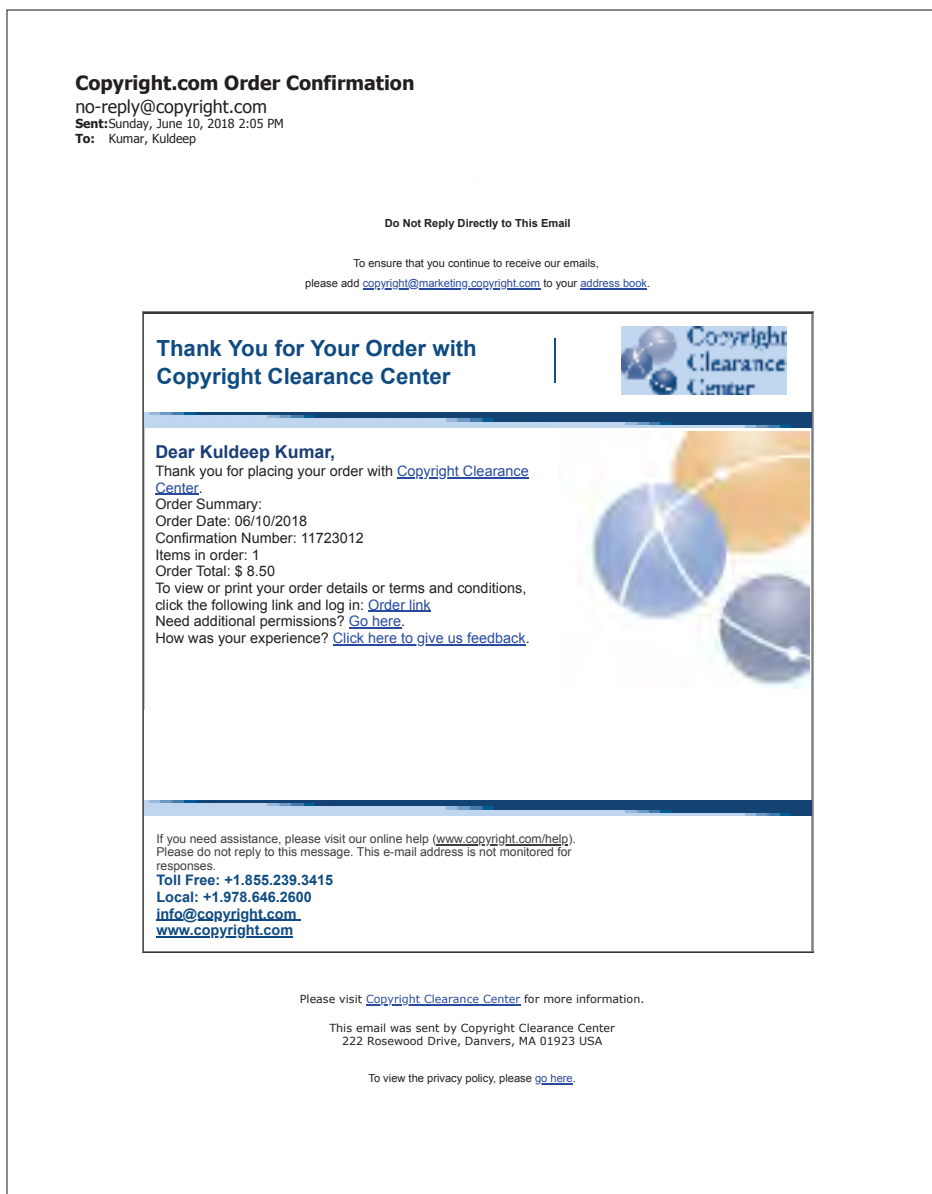 Copyright.com Order Confirmation
no-reply@copyright.com
Sent:Sunday, June 10, 2018 2:05 PM
To: Kumar, Kuldeep
Do Not Reply Directly to This Email
To ensure that you continue to receive our emails,
please add copyright@marketing.copyright.com to your address book.
Thank You for Your Order with
Copyright Clearance Center
Copyright
Clearance
Center
Dear Kuldeep Kumar,
Thank you for placing your order with Copyright Clearance
Center.
Order Summary:
Order Date: 06/10/2018
Confirmation Number: 11723012
Items in order: 1
Order Total: $ 8.50
To view or print your order details or terms and conditions,
click the following link and log in: Order link
Need additional permissions? Go here.
How was your experience? Click here to give us feedback.
If you need assistance, please visit our online help (www.copyright.com/help).
Please do not reply to this message. This e-mail address is not monitored for
responses.
Toll Free: +1.855.239.3415
Local: +1.978.646.2600
info@copyright.com
www.copyright.com
Please visit Copyright Clearance Center for more information.
This email was sent by Copyright Clearance Center
222 Rosewood Drive, Danvers, MA 01923 USA
To view the privacy policy, please go here.